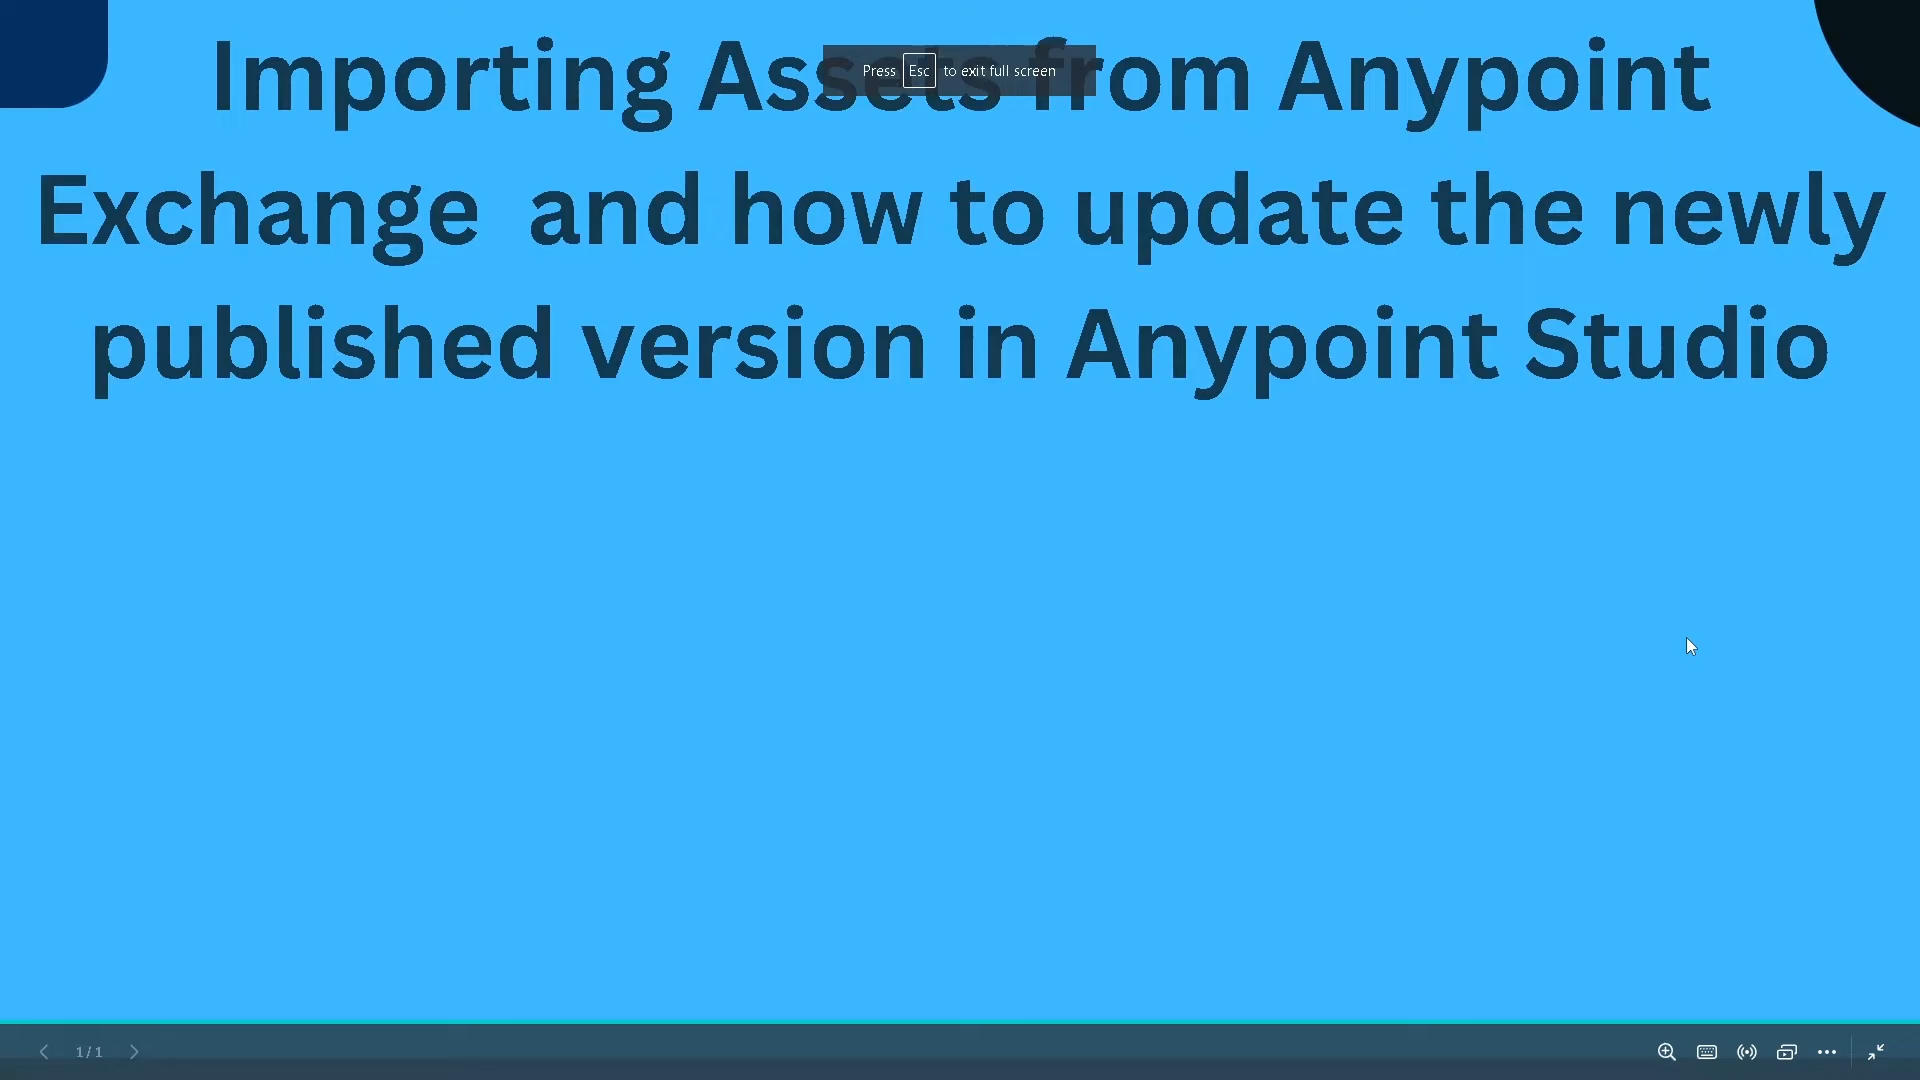 Importing Assets from Anypoint
Press Esc to exit full screen
Exchange and how to update the newly
published version in Anypoint Studio
1/1